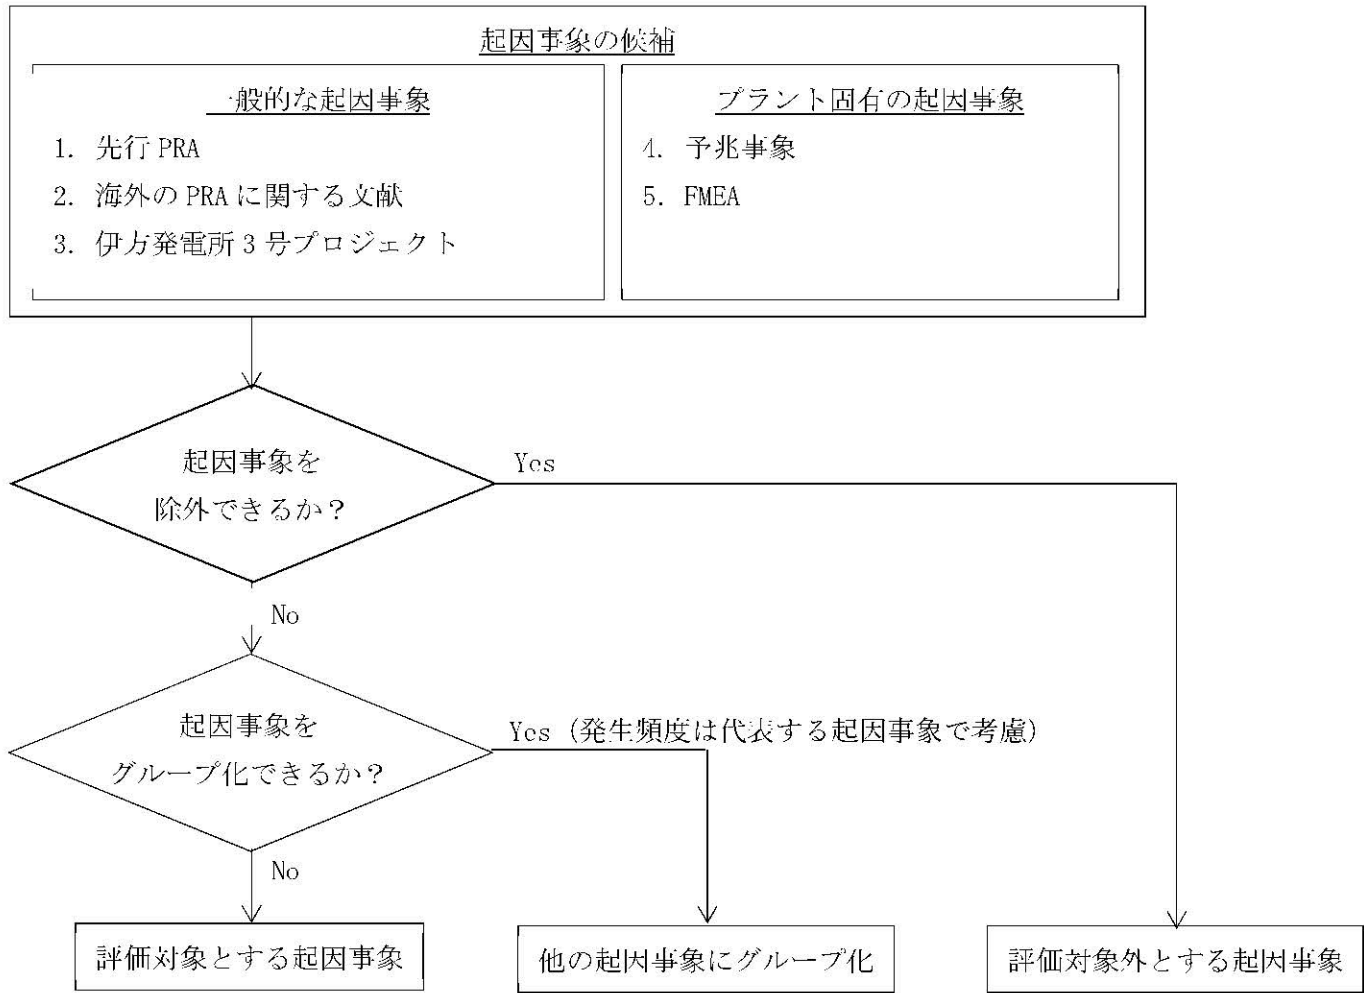 起因事象の候補
一般的な起因事象
1. 先行 PRA
2. 海外の PRA に関する文献
3. 伊方発電所 3 号プロジェクト
プラント固有の起因事象
4. 予兆事象
5. FMEA
起因事象を
除外できるか？
Yes
No
起因事象を
グループ化できるか？
Yes (発生頻度は代表する起因事象で考慮)
No
評価対象とする起因事象
他の起因事象にグループ化
評価対象外とする起因事象